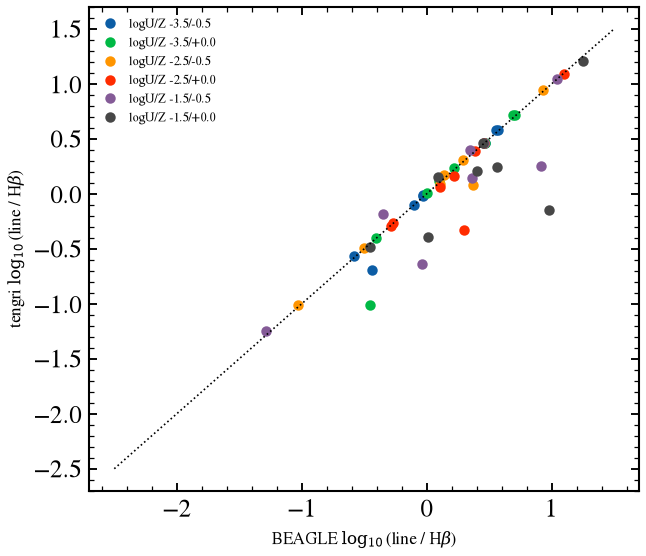 logU/Z -3.5/-0.5
logU/Z -3.5/+0.0
logU/Z -2.5/-0.5
logU/Z -2.5/+0.0
logU/Z -1.5/-0.5
logU/Z -1.5/+0.0
1.5
1.0
0.5
0.0
−0.5
−1.0
−1.5
−2.0
−2.5
−2 −1 0 1
tengri log₁₀ (line / Hβ)
BEAGLE log₁₀ (line / Hβ)